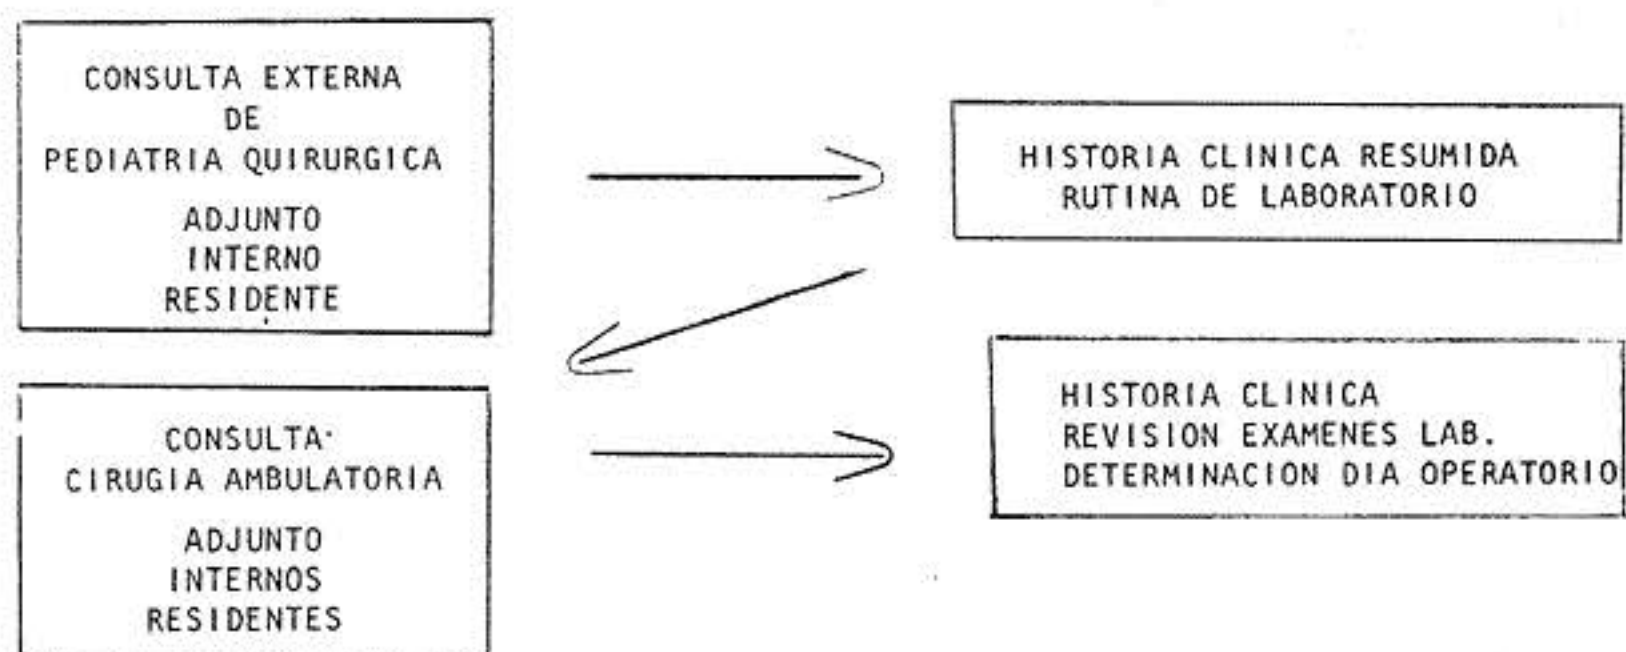 CONSULTA EXTERNA
DE
PEDIATRIA QUIRURGICA
ADJUNTO
INTERNO
RESIDENTE
HISTORIA CLINICA RESUMIDA
RUTINA DE LABORATORIO
CONSULTA
CIRUGIA AMBULATORIA
ADJUNTO
INTERNOS
RESIDENTES
HISTORIA CLINICA
REVISION EXAMENES LAB.
DETERMINACION DIA OPERATORIO